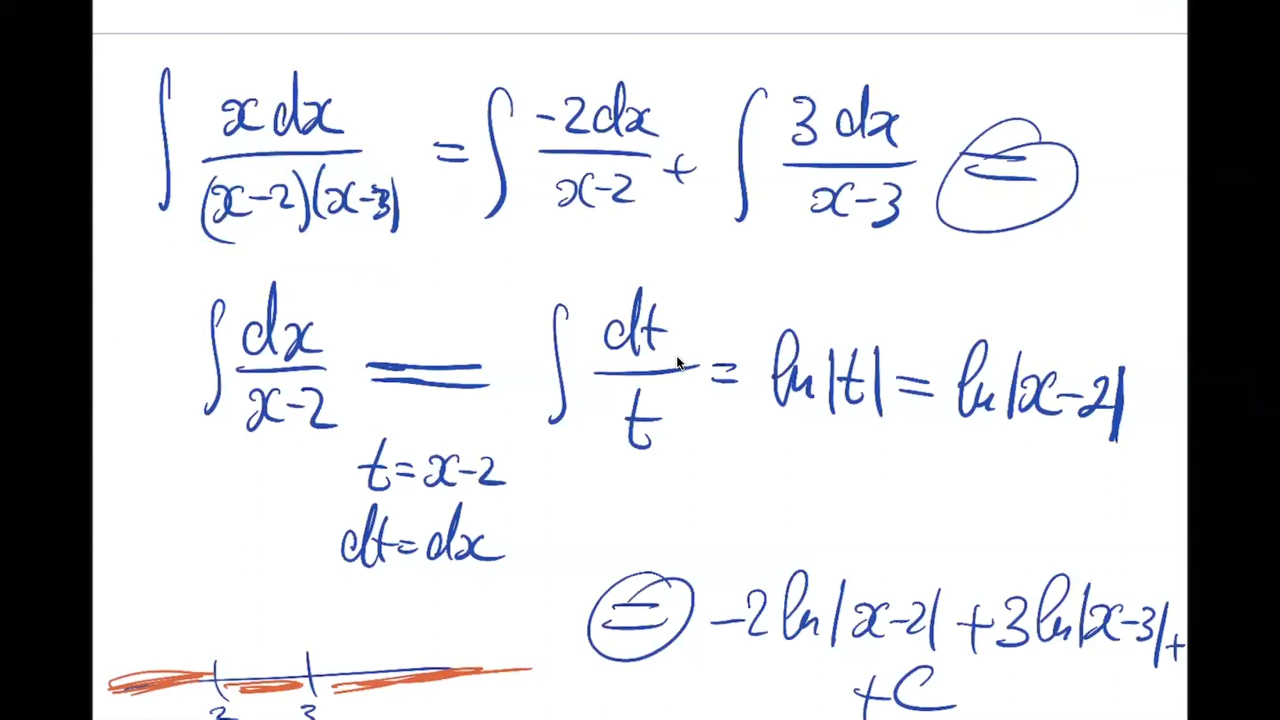 ∫ x dx / (x-2)(x-3) = ∫ -2dx / x-2 + ∫ 3 dx / x-3 =
∫ dx / x-2 = ∫ dt / t = ln|t| = ln|x-2|
t = x-2
dt = dx
= -2 ln|x-2| + 3 ln|x-3| +
+ C
2 3